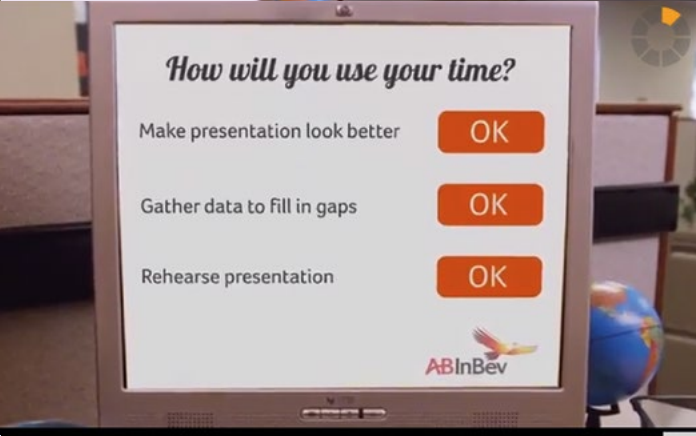 How will you use your time?
Make presentation look better OK
Gather data to fill in gaps OK
Rehearse presentation OK
ABInBev